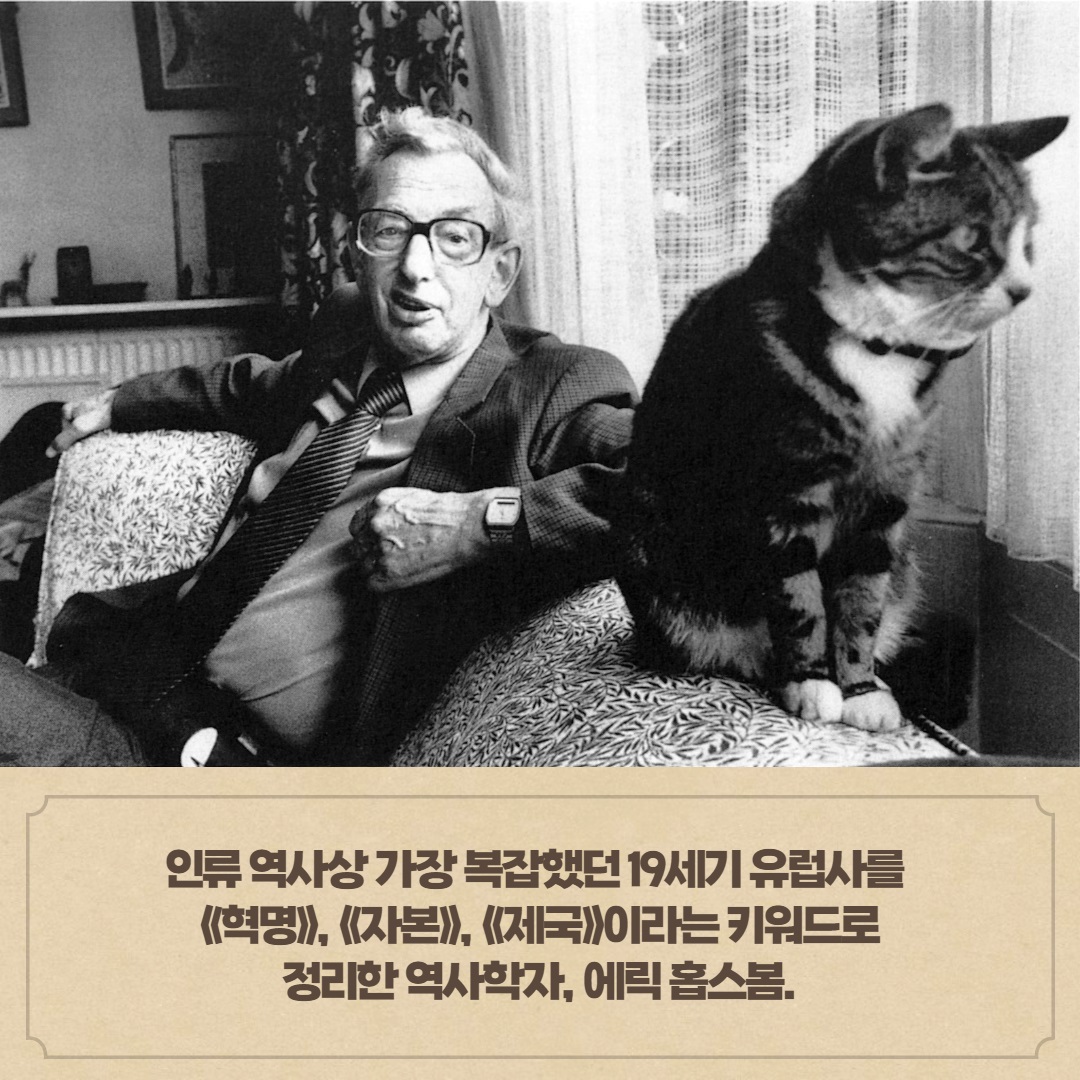 인류 역사상 가장 복잡했던 19세기 유럽사를
《혁명》, 《자본》, 《제국》이라는 키워드로
정리한 역사학자, 에릭 홉스봄.